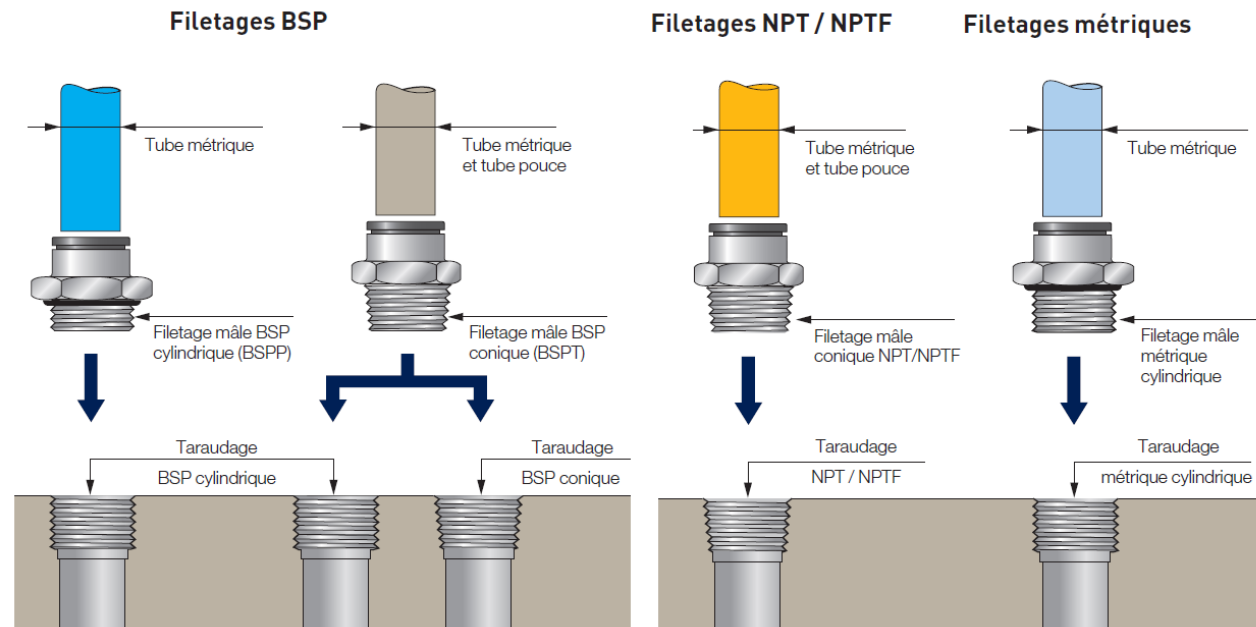 Filetages BSP
Filetages NPT / NPTF
Filetages métriques
Tube métrique
Tube métrique
et tube pouce
Tube métrique
et tube pouce
Tube métrique
Filetage mâle BSP
cylindrique (BSPP)
Filetage mâle BSP
conique (BSPT)
Filetage mâle
conique NPT/NPTF
Filetage mâle
métrique
cylindrique
Taraudage
BSP cylindrique
Taraudage
BSP conique
Taraudage
NPT / NPTF
Taraudage
métrique cylindrique